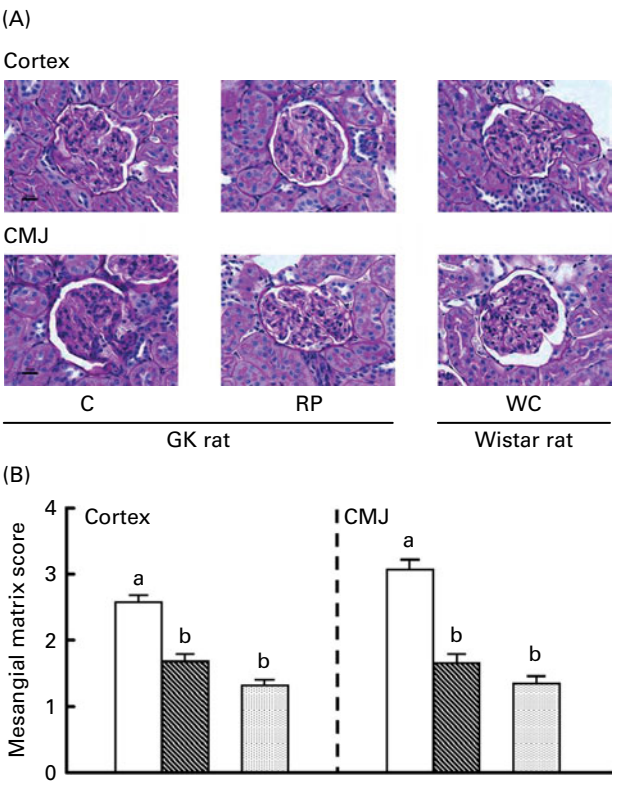 (A)
Cortex
CMJ
C RP WC
GK rat Wistar rat
(B)
Mesangial matrix score
4
3
2
1
0
Cortex
a
b
b
CMJ
a
b
b